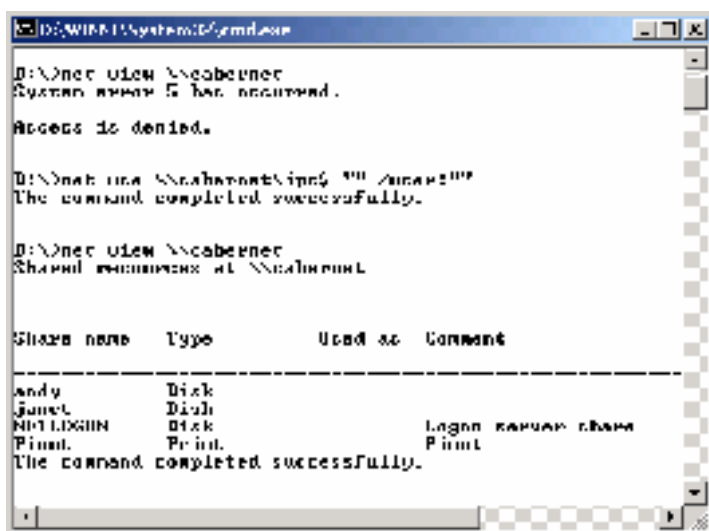 D:\WINNT\System32\cmd.exe
D:\>net view \\cabernet
System error 5 has occurred.
Access is denied.
D:\>net use \\cabernet\ipc$ "" /user:""
The command completed successfully.
D:\>net view \\cabernet
Shared resources at \\cabernet
Share name Type Used as Comment
andy Disk
janet Disk
NETLOGON Disk Logon server share
Pinot Print Pinot
The command completed successfully.